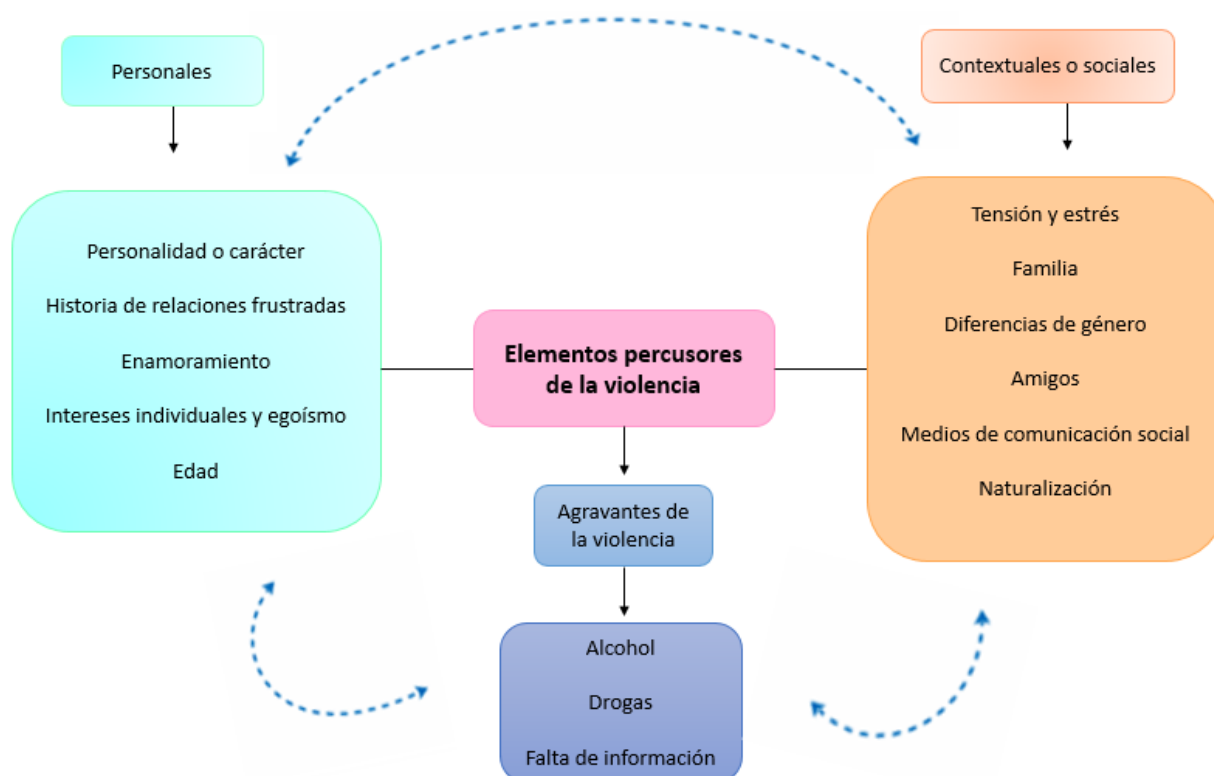 Personales
Contextuales o sociales
Personalidad o carácter
Historia de relaciones frustradas
Enamoramiento
Intereses individuales y egoísmo
Edad
Elementos percusores
de la violencia
Tensión y estrés
Familia
Diferencias de género
Amigos
Medios de comunicación social
Naturalización
Agravantes de
la violencia
Alcohol
Drogas
Falta de información